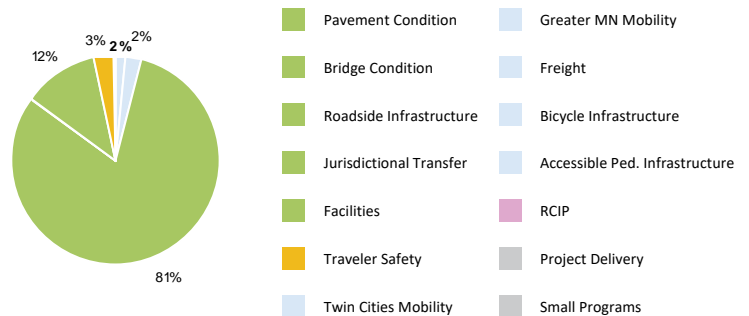 3% 2% 2%
12%
81%
Pavement Condition
Bridge Condition
Roadside Infrastructure
Jurisdictional Transfer
Facilities
Traveler Safety
Twin Cities Mobility
Greater MN Mobility
Freight
Bicycle Infrastructure
Accessible Ped. Infrastructure
RCIP
Project Delivery
Small Programs